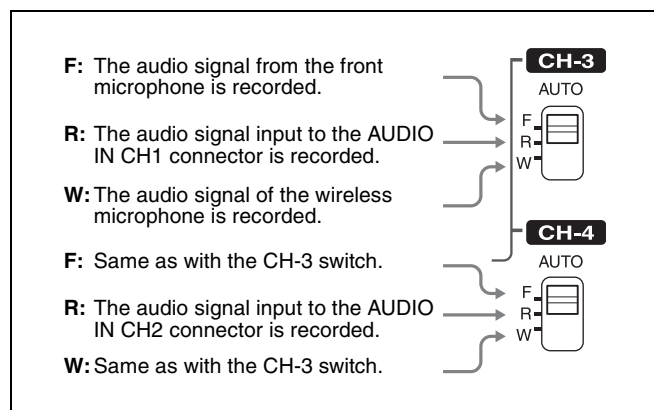 F: The audio signal from the front
microphone is recorded.
R: The audio signal input to the AUDIO
IN CH1 connector is recorded.
W: The audio signal of the wireless
microphone is recorded.
CH-3
AUTO
F
R
W
F: Same as with the CH-3 switch.
R: The audio signal input to the AUDIO
IN CH2 connector is recorded.
W: Same as with the CH-3 switch.
CH-4
AUTO
F
R
W